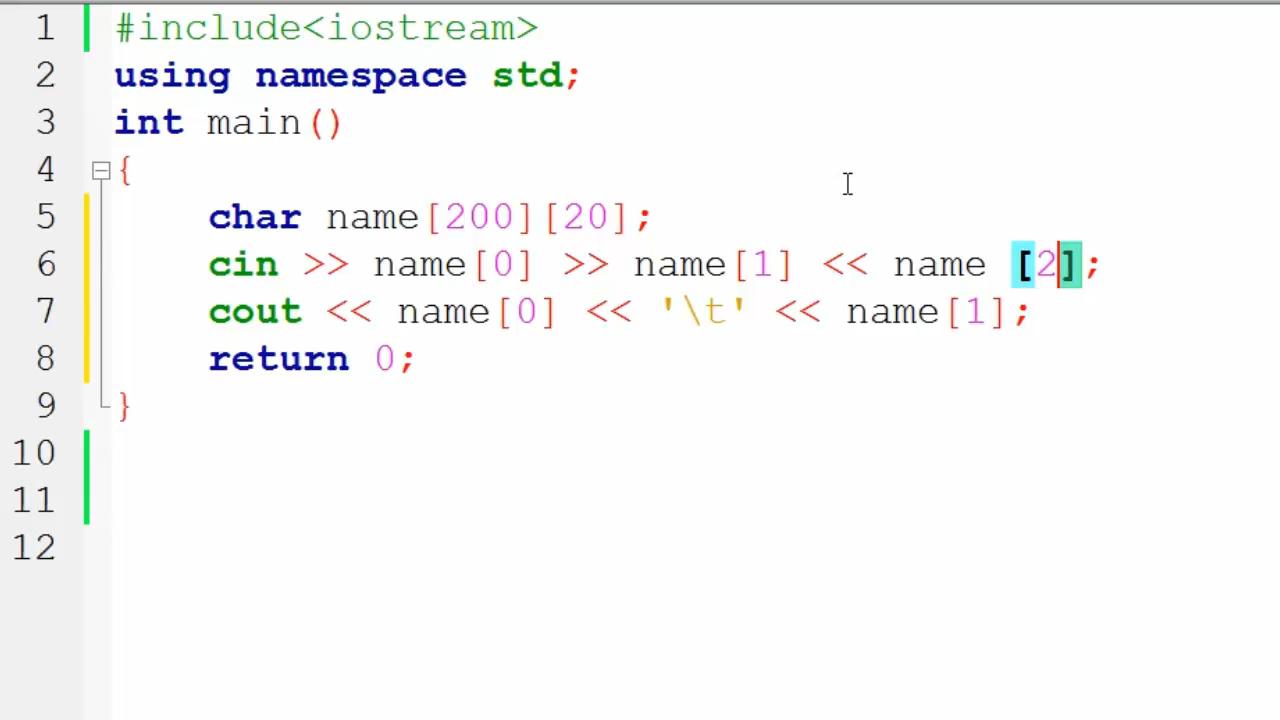 1 #include<iostream>
2 using namespace std;
3 int main()
4 {
5 char name[200][20];
6 cin >> name[0] >> name[1] << name [2];
7 cout << name[0] << '\t' << name[1];
8 return 0;
9 }
10
11
12